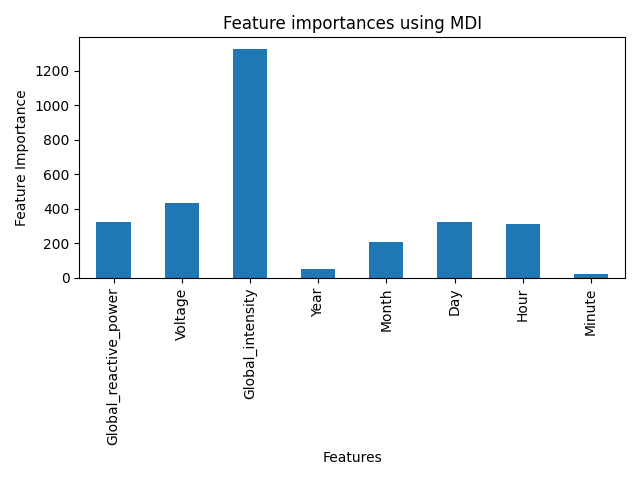 Feature importances using MDI
Feature Importance
1200
1000
800
600
400
200
0
Global_reactive_power
Voltage
Global_intensity
Year
Month
Day
Hour
Minute
Features